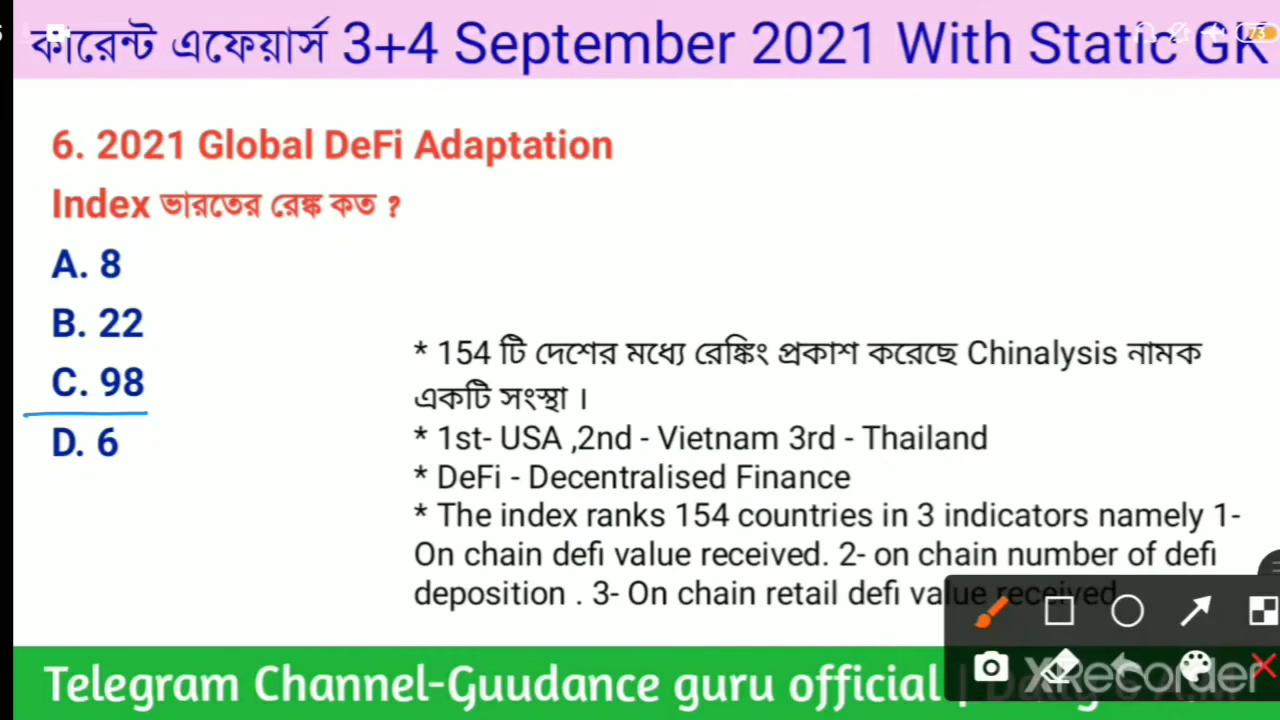 কারেন্ট এফেয়ার্স 3+4 September 2021 With Static GK
73
6. 2021 Global DeFi Adaptation
Index ভারতের রেঙ্ক কত ?
A. 8
B. 22
C. 98
D. 6
* 154 টি দেশের মধ্যে রেঙ্কিং প্রকাশ করেছে Chinalysis নামক
একটি সংস্থা ।
* 1st- USA ,2nd - Vietnam 3rd - Thailand
* DeFi - Decentralised Finance
* The index ranks 154 countries in 3 indicators namely 1-
On chain defi value received. 2- on chain number of defi
deposition . 3- On chain retail defi value received
Telegram Channel-Guudance guru official |
XRecorder